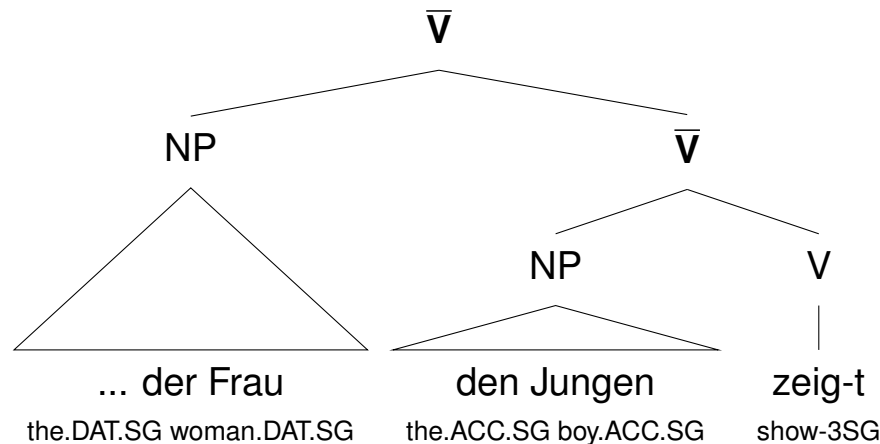 V̅
NP V̅
NP V
... der Frau den Jungen zeig-t
the.DAT.SG woman.DAT.SG the.ACC.SG boy.ACC.SG show-3SG